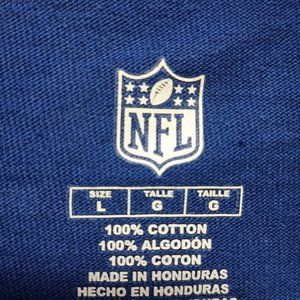 NFL
SIZE TALLE TAILLE
L G G
100% COTTON
100% ALGODÓN
100% COTON
MADE IN HONDURAS
HECHO EN HONDURAS